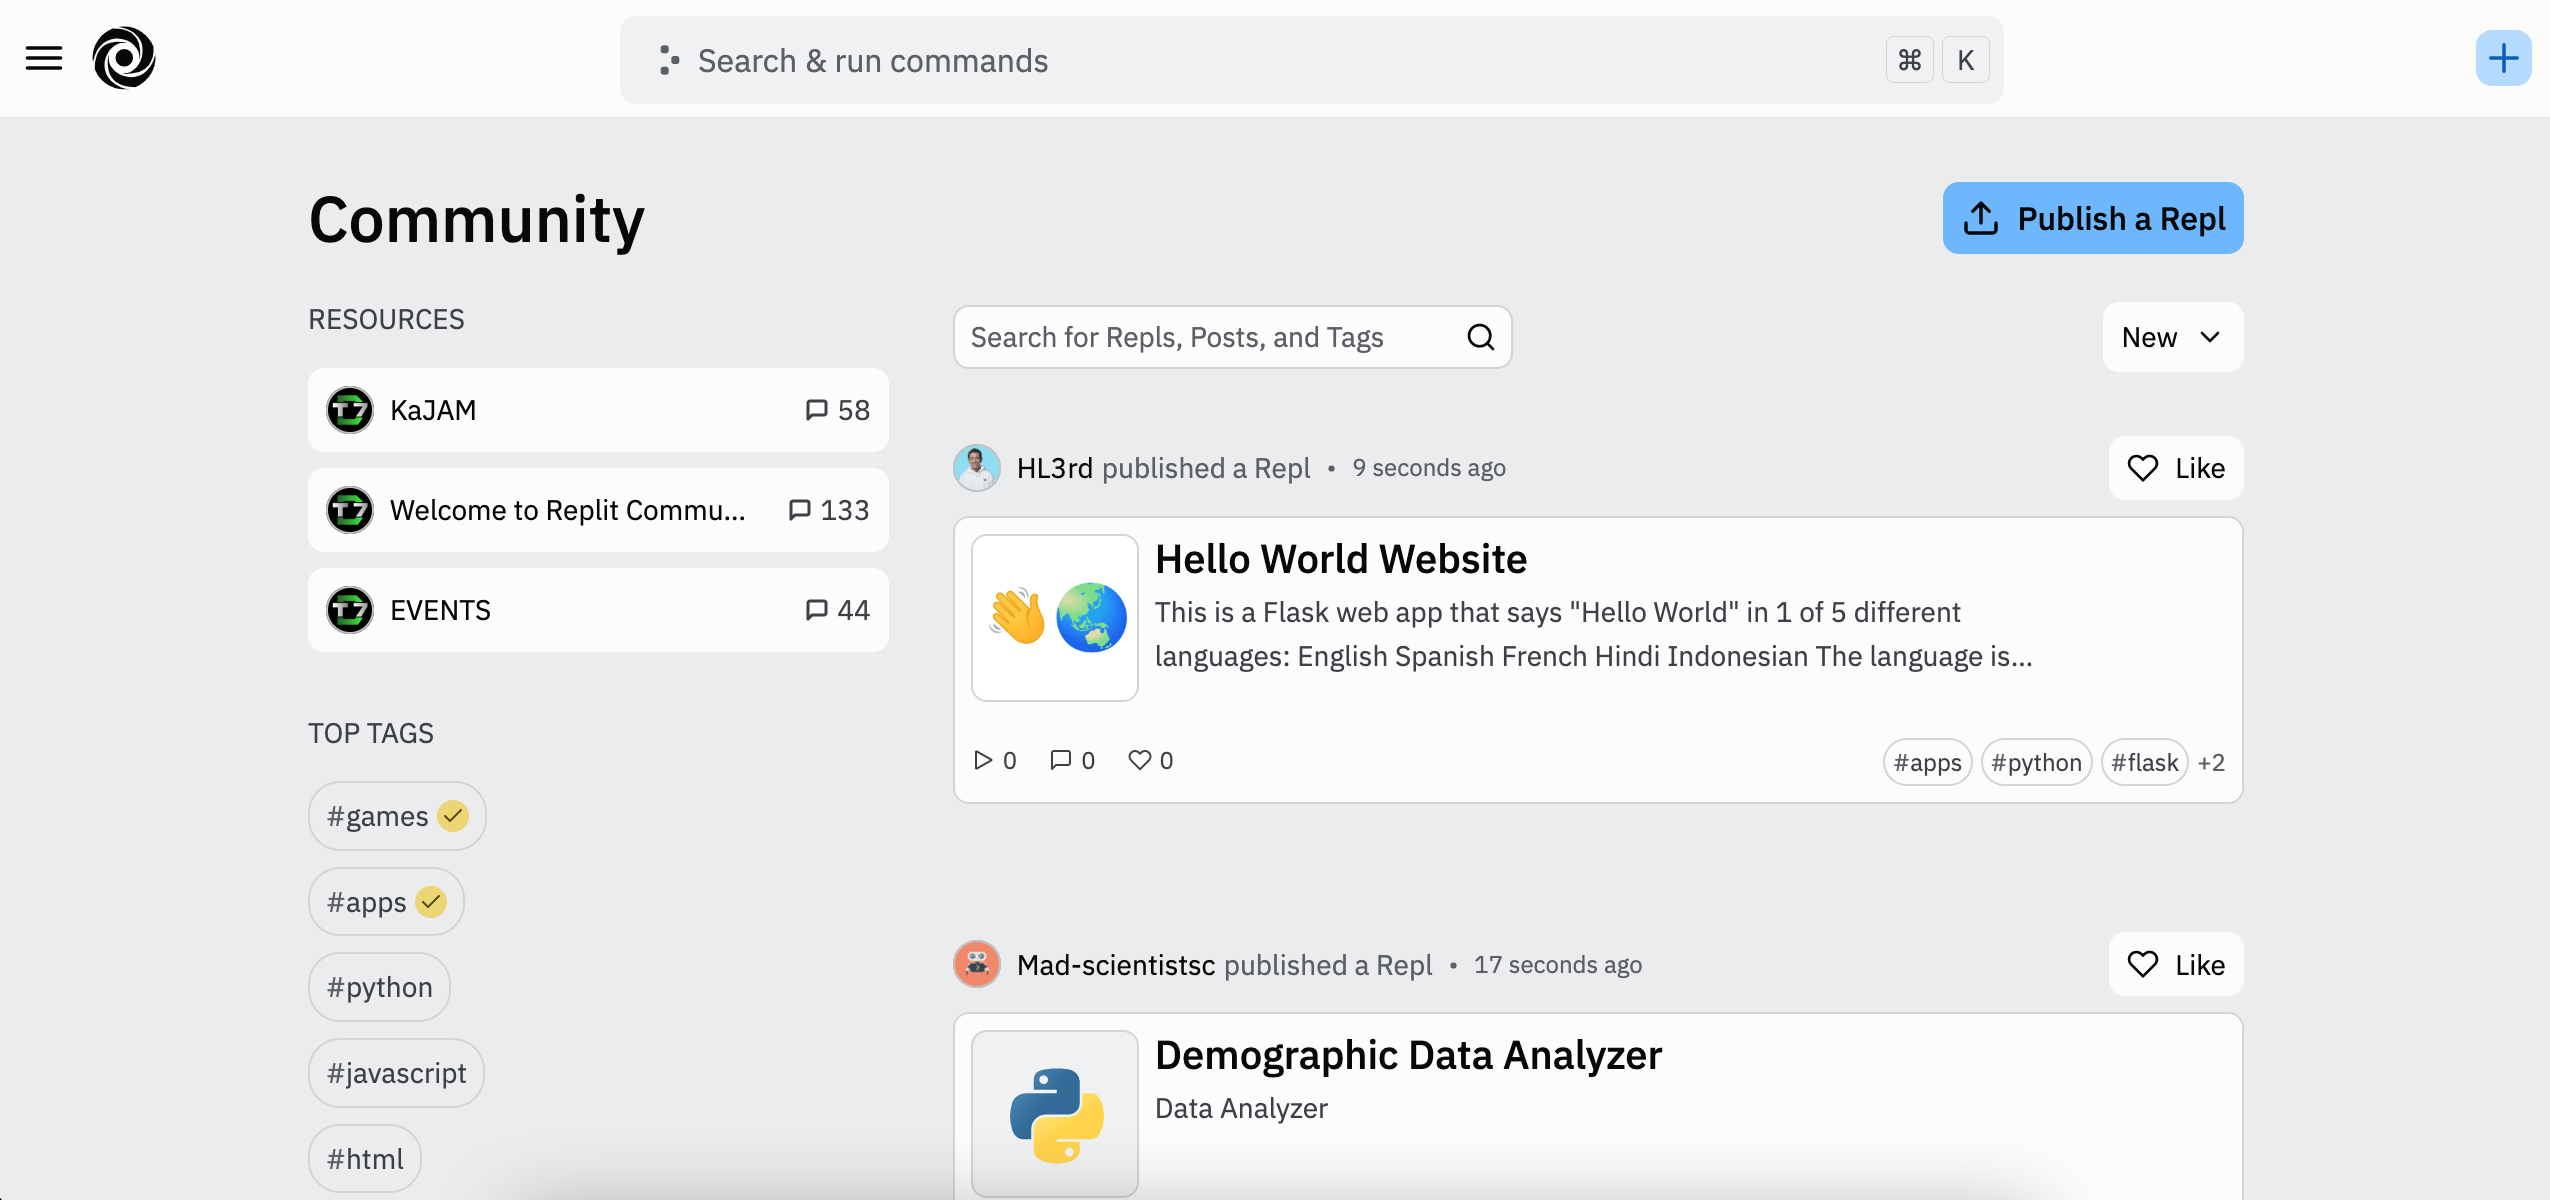 Search & run commands
⌘ K
Community
Publish a Repl
RESOURCES
T7 KaJAM 58
T7 Welcome to Replit Commu... 133
T7 EVENTS 44
TOP TAGS
#games
#apps
#python
#javascript
#html
Search for Repls, Posts, and Tags
New
HL3rd published a Repl • 9 seconds ago
Like
Hello World Website
This is a Flask web app that says "Hello World" in 1 of 5 different
languages: English Spanish French Hindi Indonesian The language is...
0 0 0
#apps #python #flask +2
Mad-scientistsc published a Repl • 17 seconds ago
Like
Demographic Data Analyzer
Data Analyzer